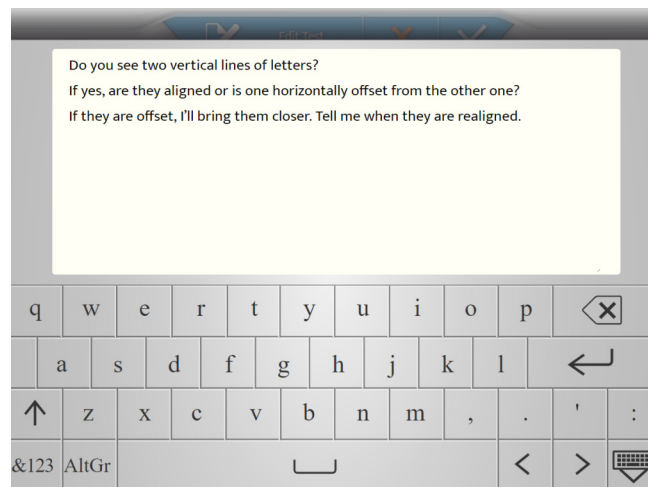 Edit Test
Do you see two vertical lines of letters?
If yes, are they aligned or is one horizontally offset from the other one?
If they are offset, I'll bring them closer. Tell me when they are realigned.
q w e r t y u i o p
a s d f g h j k l
z x c v b n m , . ' :
&123 AltGr < >